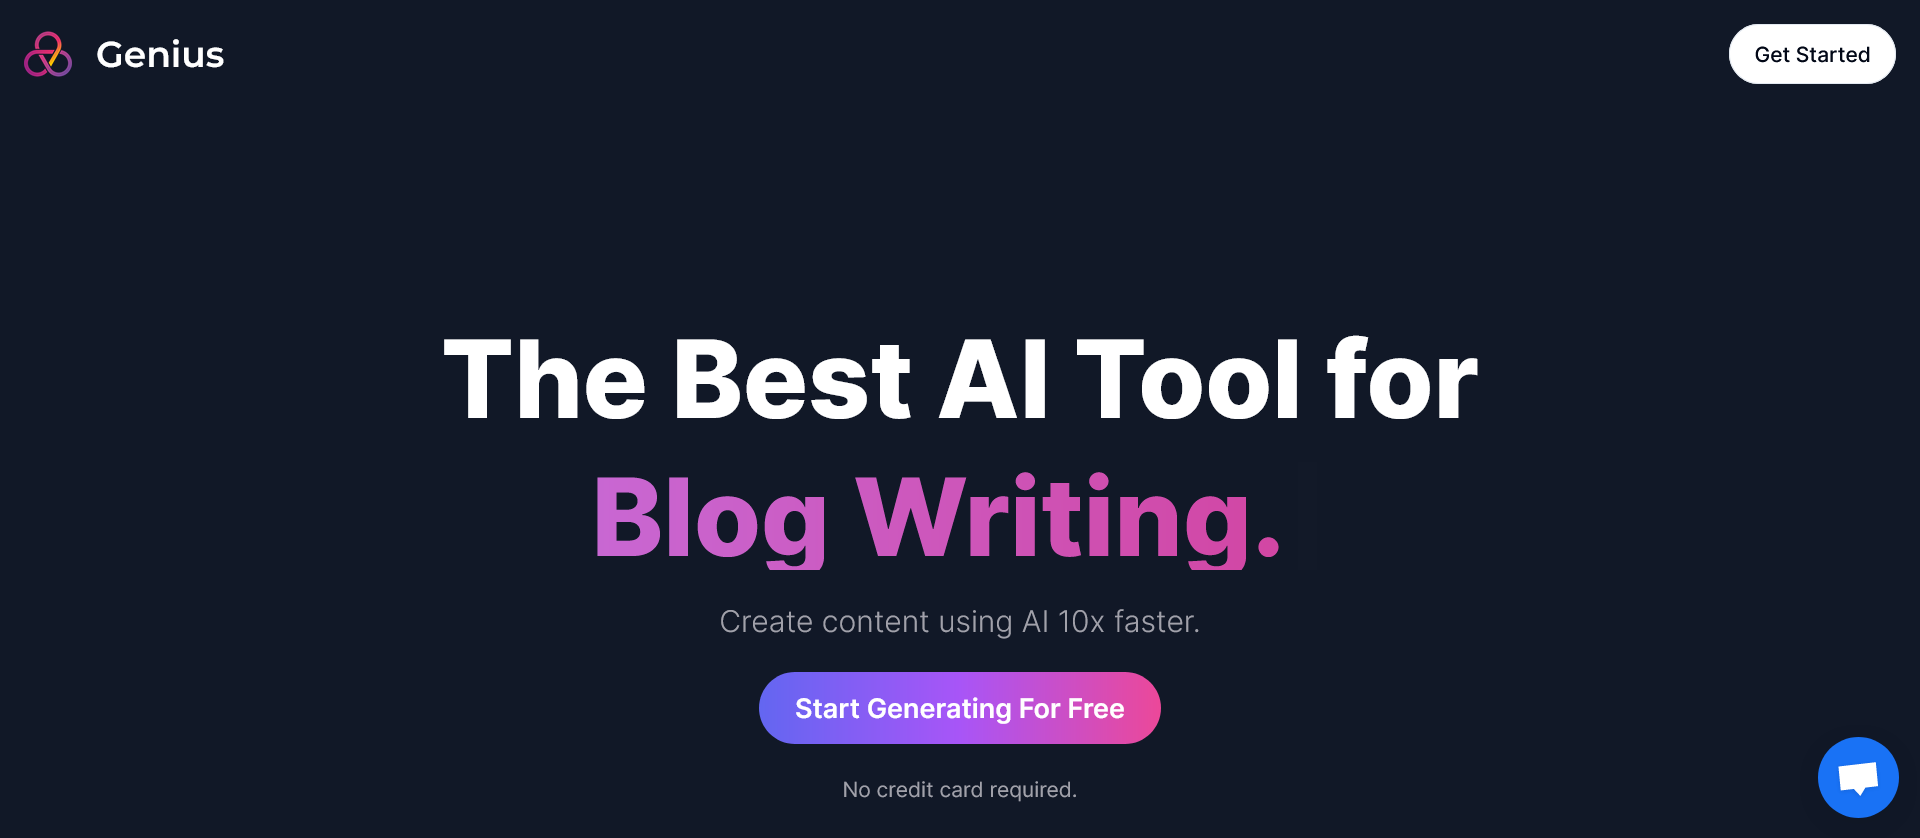 Genius
Get Started
The Best AI Tool for
Blog Writing.
Create content using AI 10x faster.
Start Generating For Free
No credit card required.